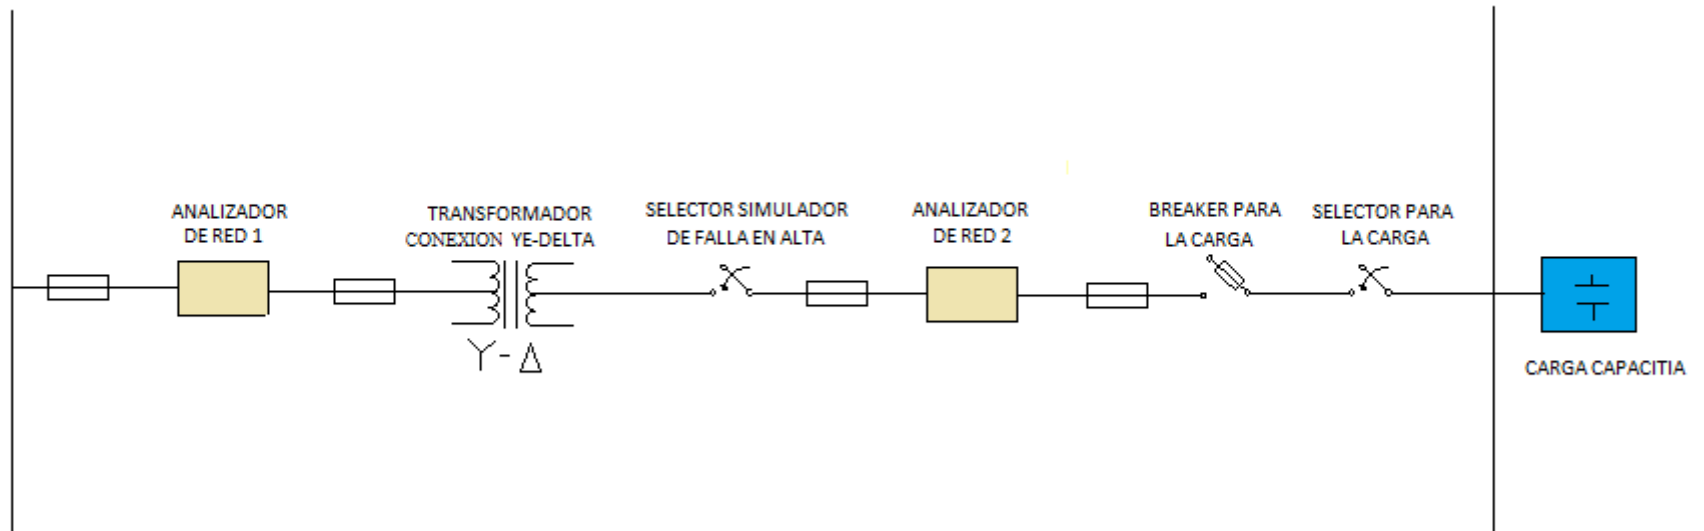 ANALIZADOR
DE RED 1
TRANSFORMADOR
CONEXION YE-DELTA
SELECTOR SIMULADOR
DE FALLA EN ALTA
ANALIZADOR
DE RED 2
BREAKER PARA
LA CARGA
SELECTOR PARA
LA CARGA
Y - Δ
CARGA CAPACITIA